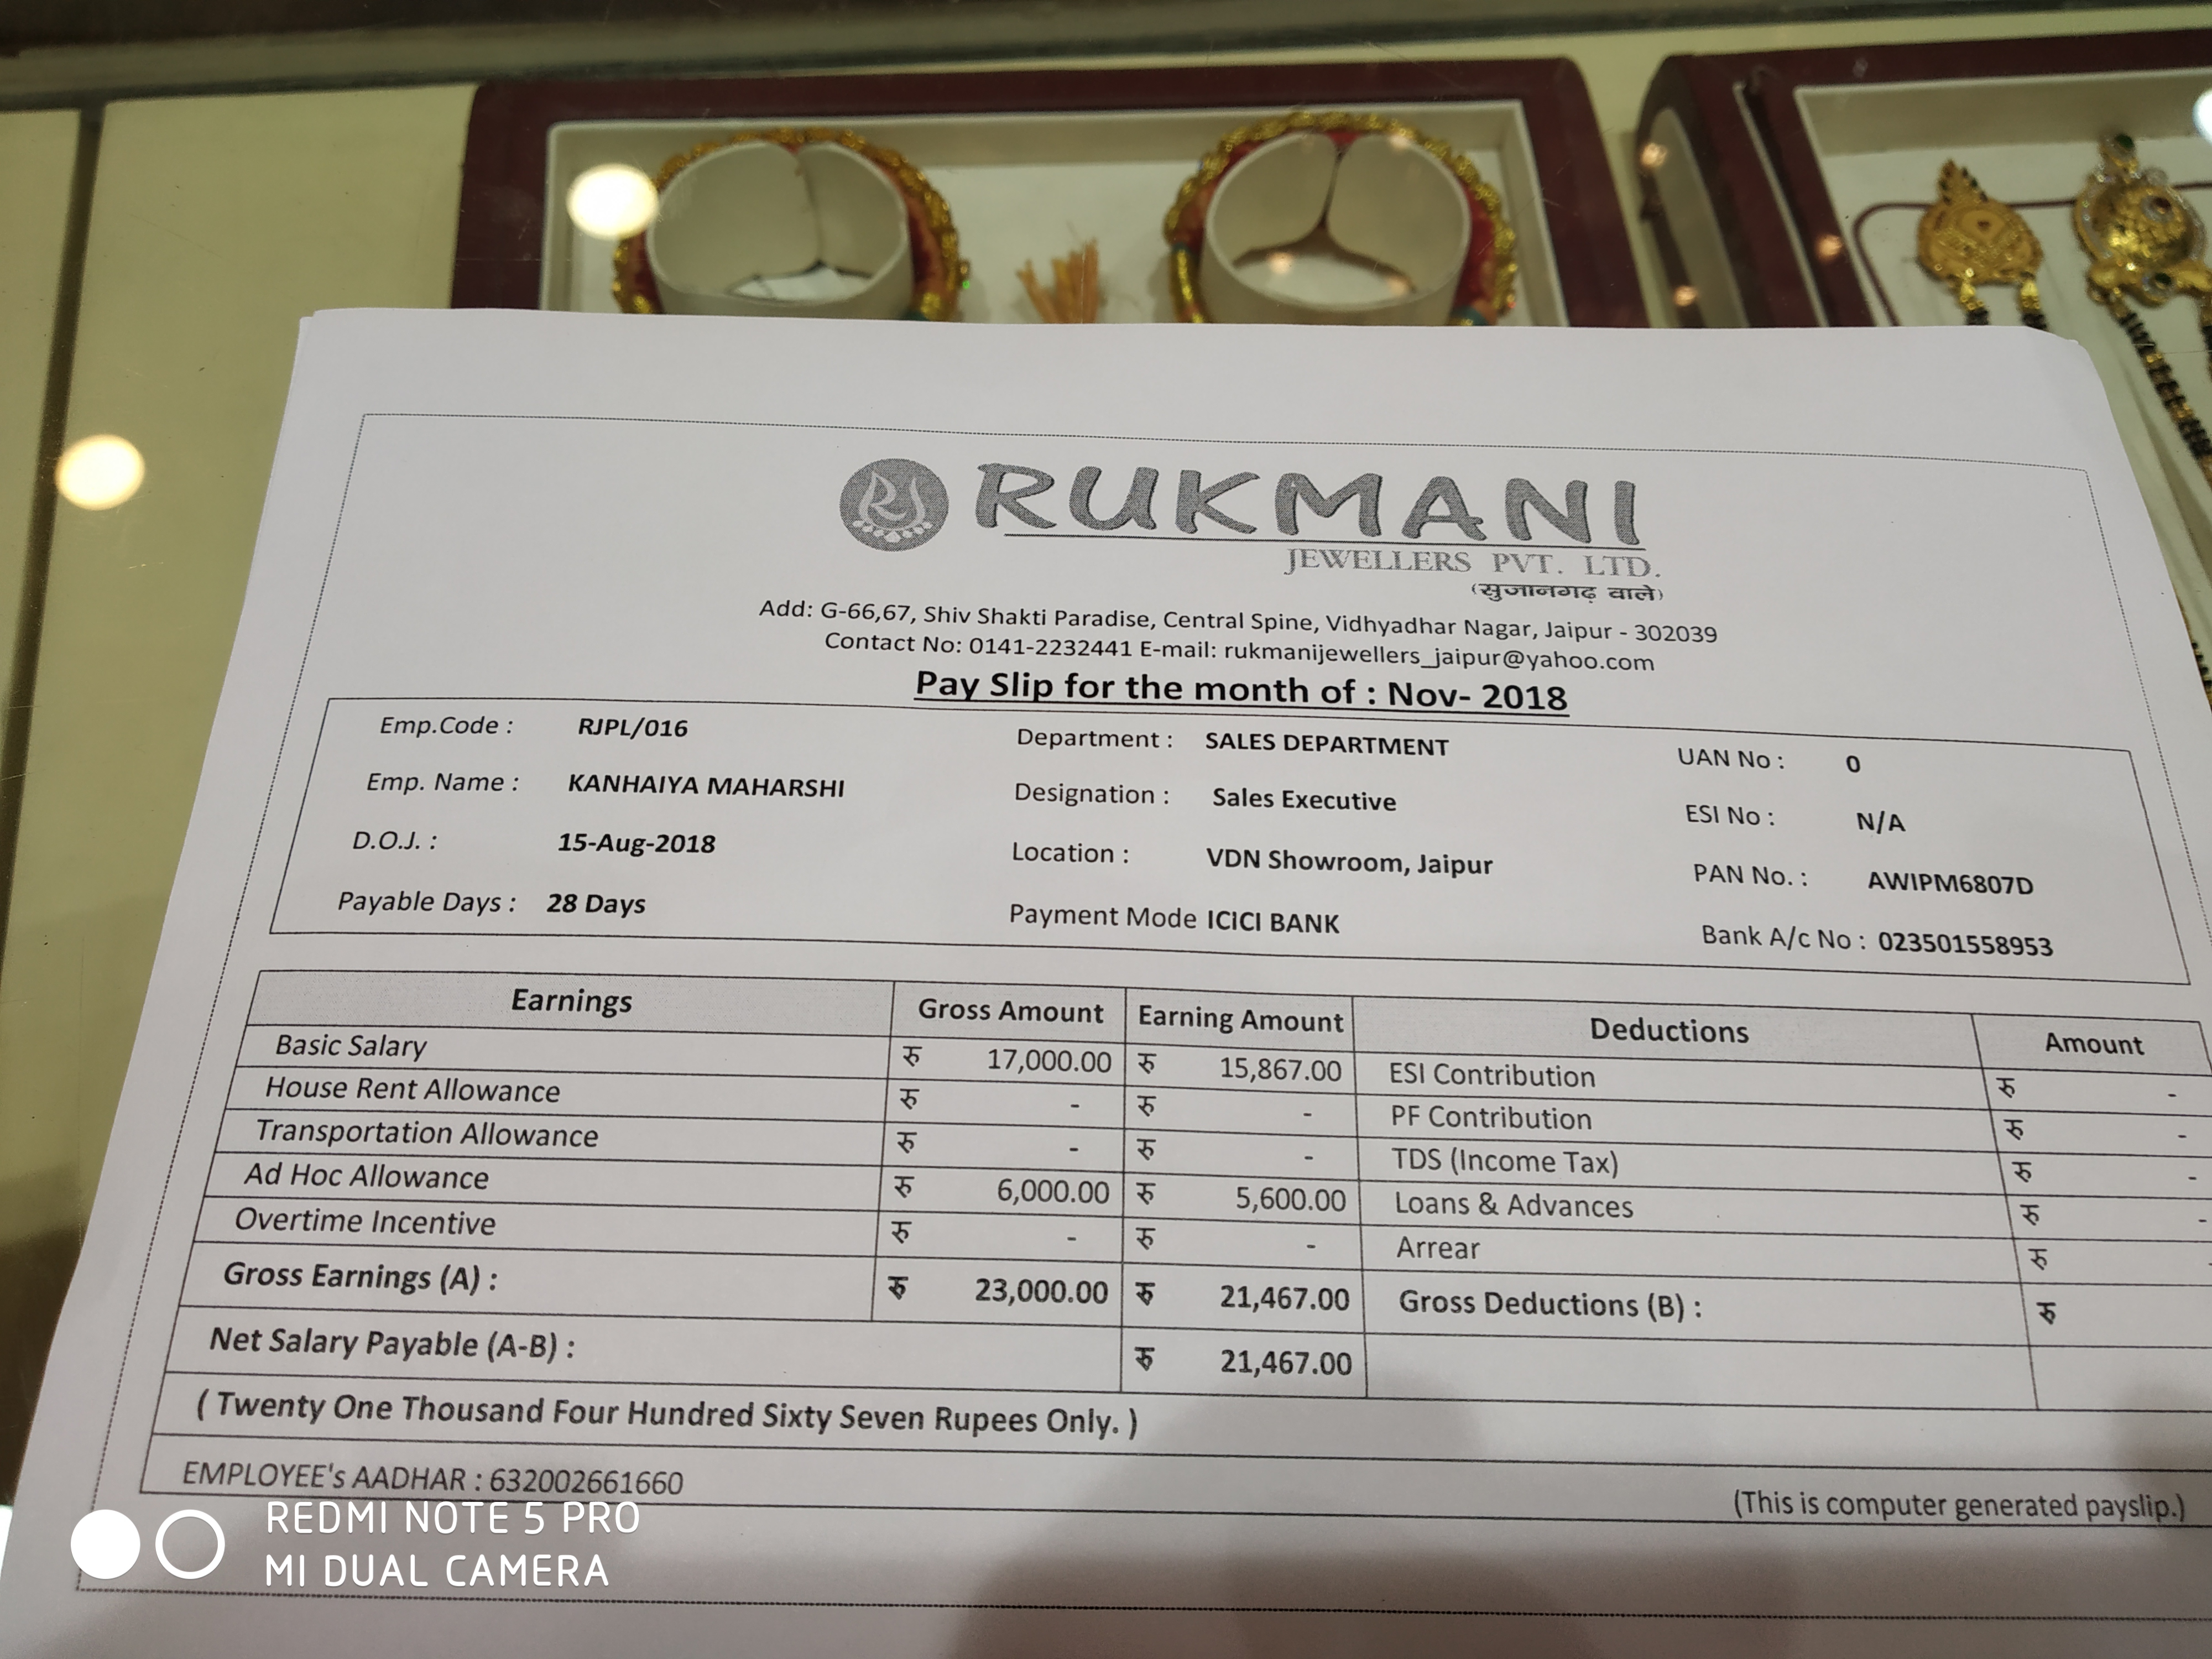 RUKMANI
JEWELLERS PVT. LTD.
(सुजानगढ़ वाले)
Add: G-66,67, Shiv Shakti Paradise, Central Spine, Vidhyadhar Nagar, Jaipur - 302039
Contact No: 0141-2232441 E-mail: rukmanijewellers_jaipur@yahoo.com
Pay Slip for the month of : Nov- 2018
Emp.Code : RJPL/016 Department : SALES DEPARTMENT UAN No : 0
Emp. Name : KANHAIYA MAHARSHI Designation : Sales Executive ESI No : N/A
D.O.J. : 15-Aug-2018 Location : VDN Showroom, Jaipur PAN No. : AWIPM6807D
Payable Days : 28 Days Payment Mode ICICI BANK Bank A/c No : 023501558953
Earnings Gross Amount Earning Amount Deductions Amount
Basic Salary रु 17,000.00 रु 15,867.00 ESI Contribution रु -
House Rent Allowance रु - रु - PF Contribution रु -
Transportation Allowance रु - रु - TDS (Income Tax) रु -
Ad Hoc Allowance रु 6,000.00 रु 5,600.00 Loans & Advances रु -
Overtime Incentive रु - रु - Arrear रु -
Gross Earnings (A) : रु 23,000.00 रु 21,467.00 Gross Deductions (B) : रु
Net Salary Payable (A-B) : रु 21,467.00
( Twenty One Thousand Four Hundred Sixty Seven Rupees Only. )
EMPLOYEE's AADHAR : 632002661660
(This is computer generated payslip.)
REDMI NOTE 5 PRO
MI DUAL CAMERA